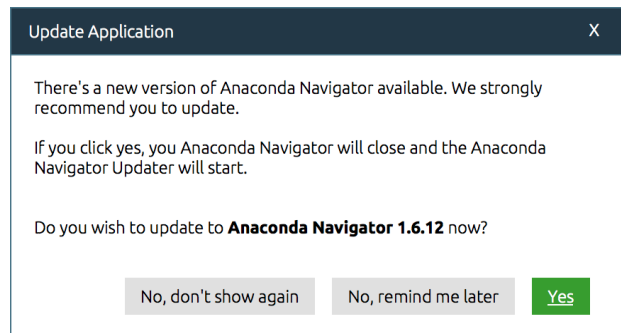 Update Application X
There's a new version of Anaconda Navigator available. We strongly
recommend you to update.
If you click yes, you Anaconda Navigator will close and the Anaconda
Navigator Updater will start.
Do you wish to update to Anaconda Navigator 1.6.12 now?
No, don't show again No, remind me later Yes